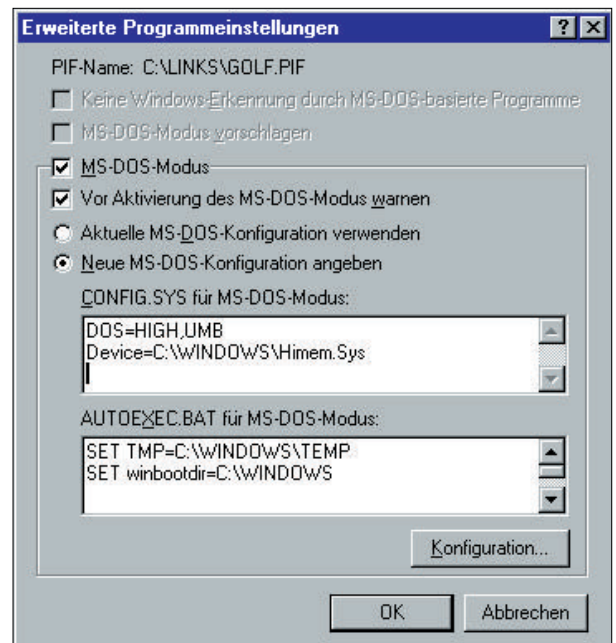 Erweiterte Programmeinstellungen
PIF-Name: C:\LINKS\GOLF.PIF
Keine Windows-Erkennung durch MS-DOS-basierte Programme
MS-DOS-Modus vorschlagen
MS-DOS-Modus
Vor Aktivierung des MS-DOS-Modus warnen
Aktuelle MS-DOS-Konfiguration verwenden
Neue MS-DOS-Konfiguration angeben
CONFIG.SYS für MS-DOS-Modus:
DOS=HIGH,UMB
Device=C:\WINDOWS\Himem.Sys
AUTOEXEC.BAT für MS-DOS-Modus:
SET TMP=C:\WINDOWS\TEMP
SET winbootdir=C:\WINDOWS
Konfiguration...
OK Abbrechen